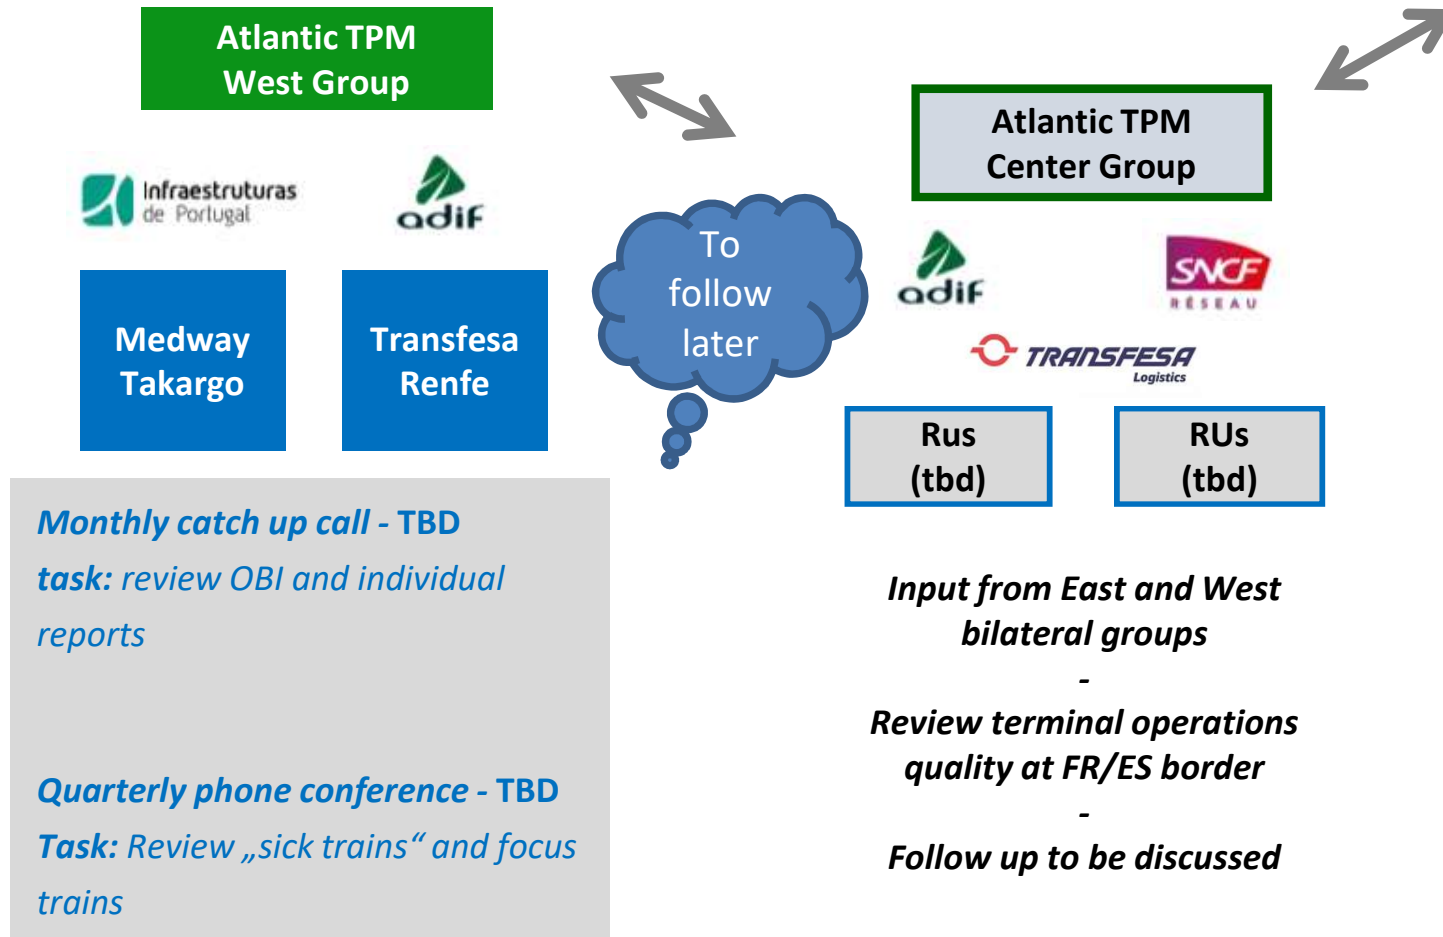 Atlantic TPM
West Group
Infraestruturas
de Portugal
adif
Medway
Takargo
Transfesa
Renfe
Monthly catch up call - TBD
task: review OBI and individual
reports
Quarterly phone conference - TBD
Task: Review „sick trains“ and focus
trains
To
follow
later
Atlantic TPM
Center Group
adif
SNCF
RÉSEAU
TRANSFESA
Logistics
Rus
(tbd)
RUs
(tbd)
Input from East and West
bilateral groups
-
Review terminal operations
quality at FR/ES border
-
Follow up to be discussed